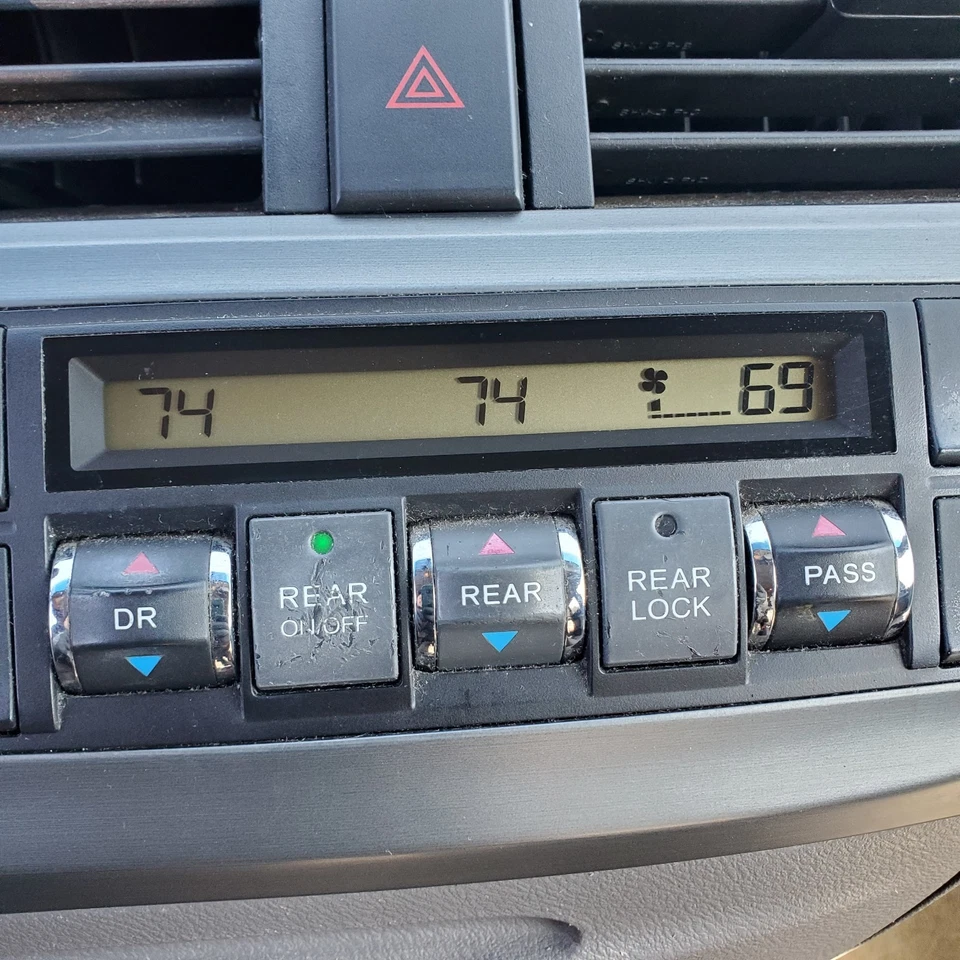 74 74 69
DR
REAR
ON/OFF
REAR
REAR
LOCK
PASS